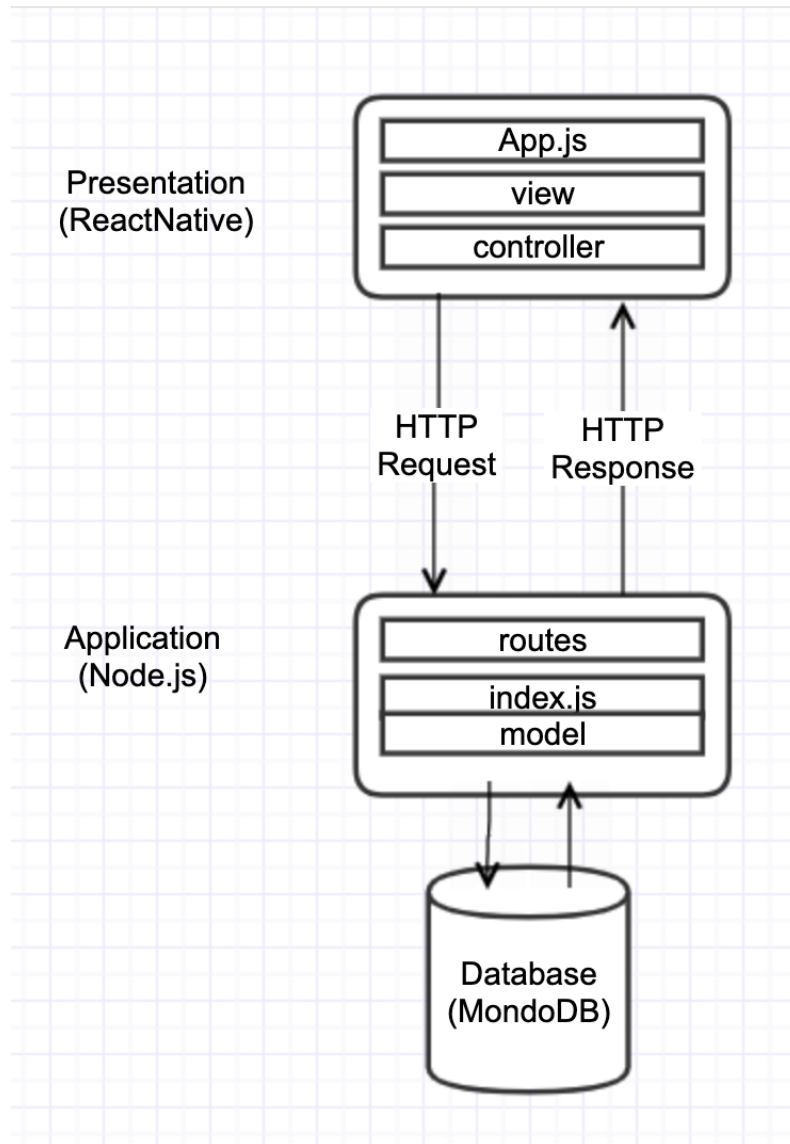 App.js
Presentation
(ReactNative)
view
controller
HTTP
Request
HTTP
Response
Application
(Node.js)
routes
index.js
model
Database
(MondoDB)